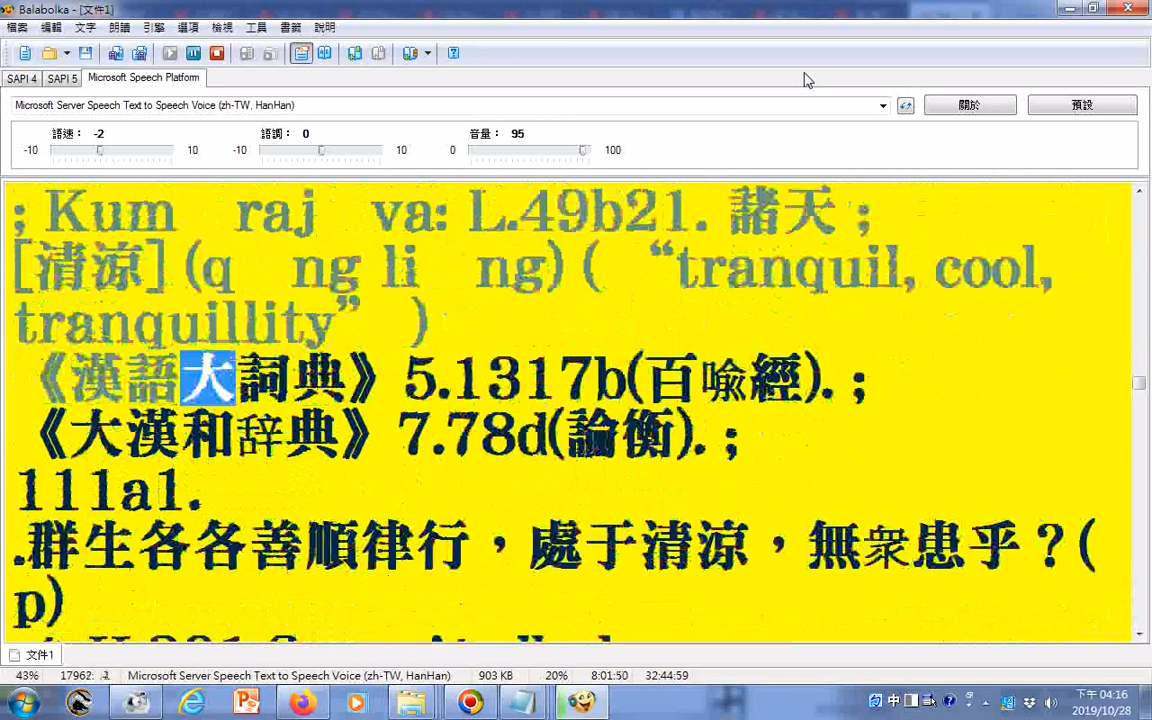 Balabolka - [文件1]
檔案 編輯 文字 朗讀 引擎 選項 檢視 工具 書籤 說明
SAPI 4 SAPI 5 Microsoft Speech Platform
Microsoft Server Speech Text to Speech Voice (zh-TW, HanHan) 關於 預設
語速： -2 語調： 0 音量： 95
-10 10 -10 10 0 100
; Kum raj va: L.49b21. 諸天；
[清涼] (q ng li ng) ( “tranquil, cool,
tranquillity” )
《漢語大詞典》 5.1317b(百喩經).；
《大漢和辞典》 7.78d(論衡).；
111a1.
.群生各各善順律行，處于清涼，無衆患乎？(
p)
文件1
43% 17962: Microsoft Server Speech Text to Speech Voice (zh-TW, HanHan) 903 KB 20% 8:01:50 32:44:59
中 下午 04:16
2019/10/28